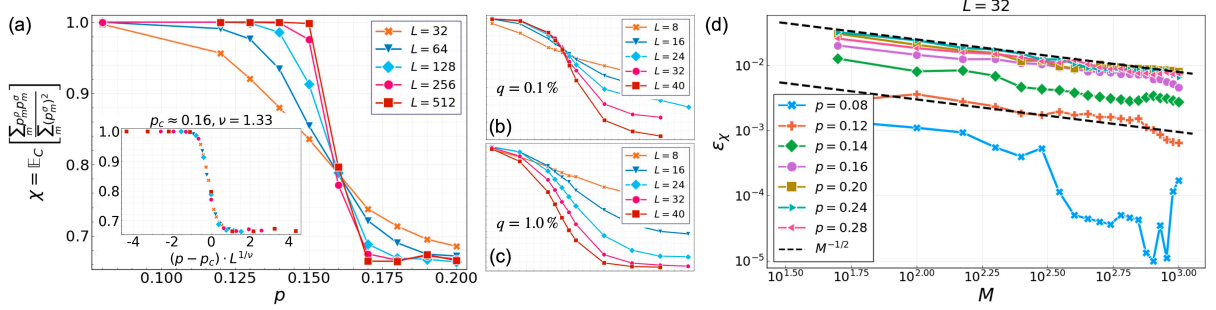 (a)
χ = 𝔼_C [ Σ_m p_m^ρ p_m^σ / Σ_m (p_m^σ)² ]
1.0
0.9
0.8
0.7
0.100
0.125
0.150
0.175
0.200
p
L = 32
L = 64
L = 128
L = 256
L = 512
p_c ≈ 0.16, ν = 1.33
1.0
0.9
0.8
0.7
−4
−2
0
2
4
(p − p_c) · L^{1/ν}
(b)
q = 0.1 %
L = 8
L = 16
L = 24
L = 32
L = 40
(c)
q = 1.0 %
L = 8
L = 16
L = 24
L = 32
L = 40
(d)
L = 32
ε_χ
10^{−2}
10^{−3}
10^{−4}
10^{−5}
10^{1.50}
10^{1.75}
10^{2.00}
10^{2.25}
10^{2.50}
10^{2.75}
10^{3.00}
M
p = 0.08
p = 0.12
p = 0.14
p = 0.16
p = 0.20
p = 0.24
p = 0.28
M^{−1/2}